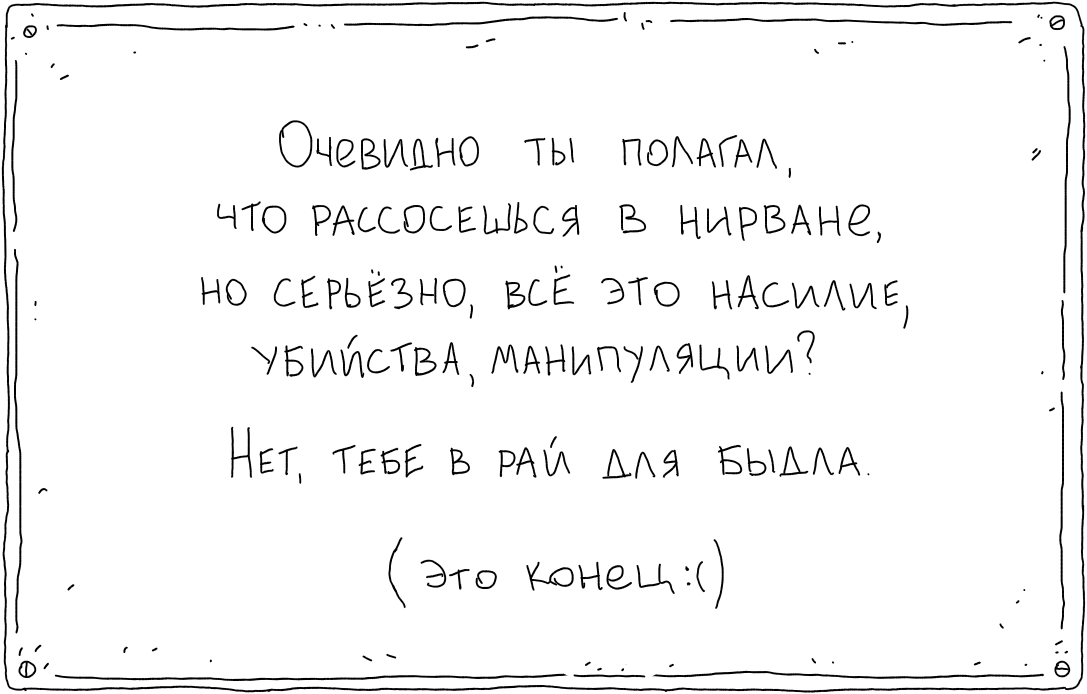 Очевидно ты полагал,
что рассосешься в нирване,
но серьёзно, всё это насилие,
убийства, манипуляции?
Нет, тебе в рай для быдла.
(это конец:()